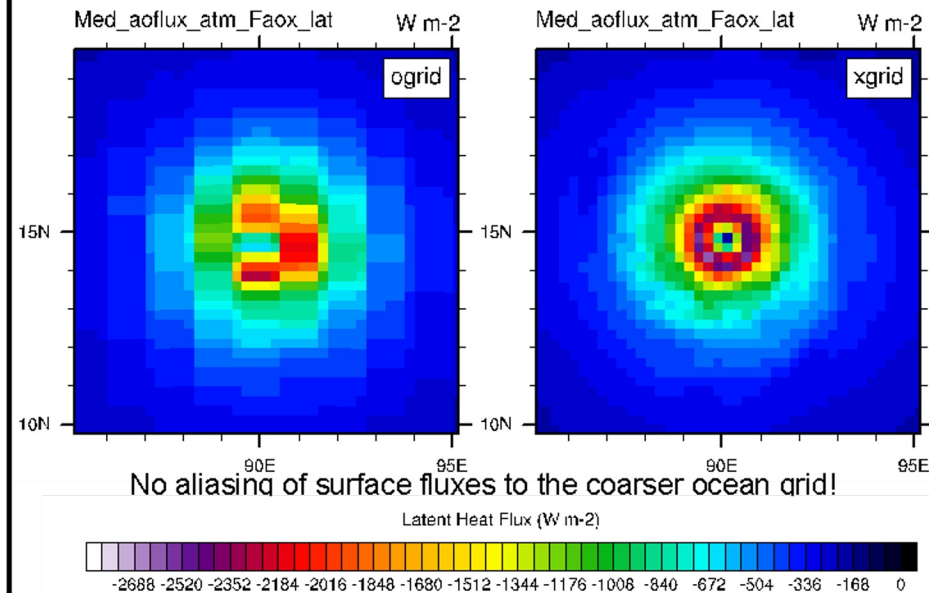 Med_aoflux_atm_Faox_lat W m-2 Med_aoflux_atm_Faox_lat W m-2
ogrid xgrid
15N 15N
10N 10N
90E 95E 90E 95E
No aliasing of surface fluxes to the coarser ocean grid!
Latent Heat Flux (W m-2)
-2688 -2520 -2352 -2184 -2016 -1848 -1680 -1512 -1344 -1176 -1008 -840 -672 -504 -336 -168 0